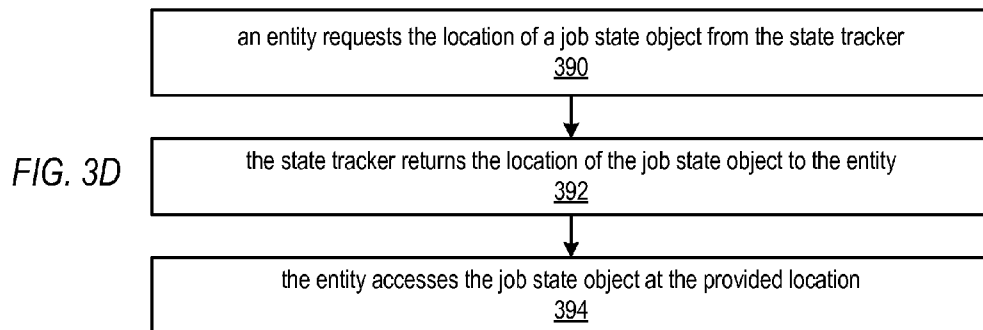 an entity requests the location of a job state object from the state tracker
390
FIG. 3D
the state tracker returns the location of the job state object to the entity
392
the entity accesses the job state object at the provided location
394